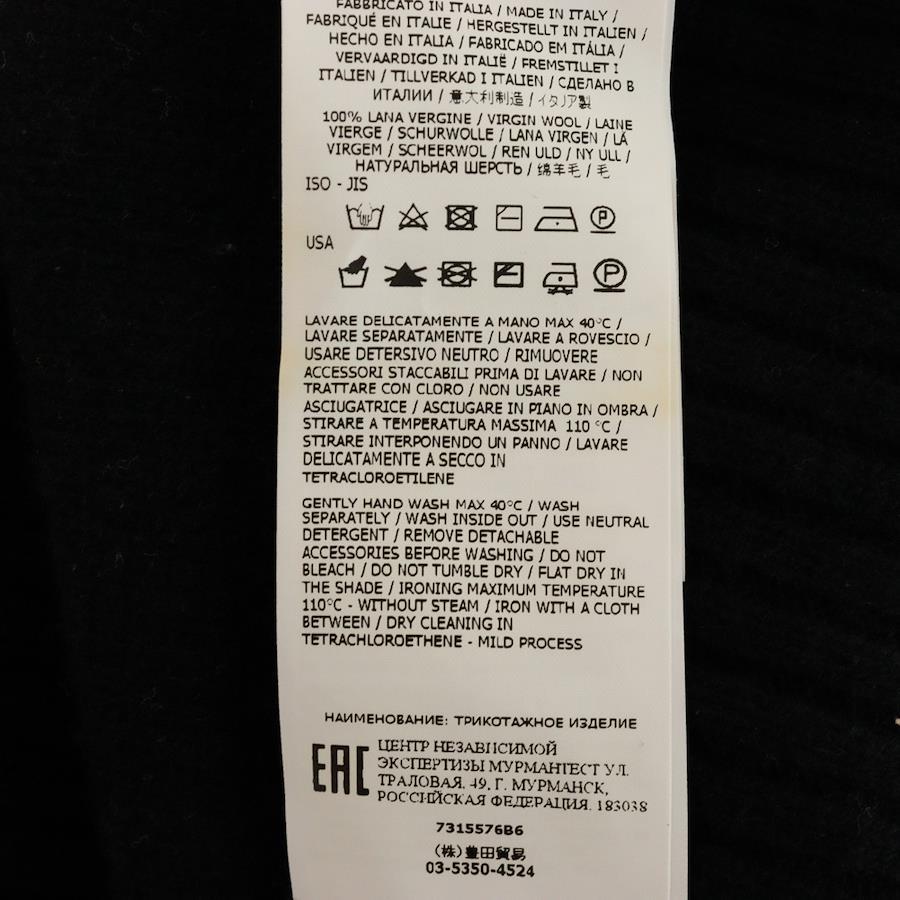 FABBRICATO IN ITALIA / MADE IN ITALY /
FABRIQUÉ EN ITALIE / HERGESTELLT IN ITALIEN /
HECHO EN ITALIA / FABRICADO EM ITÁLIA /
VERVAARDIGD IN ITALIË / FREMSTILLET I
ITALIEN / TILLVERKAD I ITALIEN / СДЕЛАНО В
ИТАЛИИ / 意大利制造 / イタリア製
100% LANA VERGINE / VIRGIN WOOL / LAINE
VIERGE / SCHURWOLLE / LANA VIRGEN / LÁ
VIRGEM / SCHEERWOL / REN ULD / NY ULL /
НАТУРАЛЬНАЯ ШЕРСТЬ / 绵羊毛 / 毛
ISO - JIS
P
USA
P
LAVARE DELICATAMENTE A MANO MAX 40°C /
LAVARE SEPARATAMENTE / LAVARE A ROVESCIO /
USARE DETERSIVO NEUTRO / RIMUOVERE
ACCESSORI STACCABILI PRIMA DI LAVARE / NON
TRATTARE CON CLORO / NON USARE
ASCIUGATRICE / ASCIUGARE IN PIANO IN OMBRA /
STIRARE A TEMPERATURA MASSIMA 110 °C /
STIRARE INTERPONENDO UN PANNO / LAVARE
DELICATAMENTE A SECCO IN
TETRACLOROETILENE
GENTLY HAND WASH MAX 40°C / WASH
SEPARATELY / WASH INSIDE OUT / USE NEUTRAL
DETERGENT / REMOVE DETACHABLE
ACCESSORIES BEFORE WASHING / DO NOT
BLEACH / DO NOT TUMBLE DRY / FLAT DRY IN
THE SHADE / IRONING MAXIMUM TEMPERATURE
110°C - WITHOUT STEAM / IRON WITH A CLOTH
BETWEEN / DRY CLEANING IN
TETRACHLOROETHENE - MILD PROCESS
НАИМЕНОВАНИЕ: ТРИКОТАЖНОЕ ИЗДЕЛИЕ
EAC
ЦЕНТР НЕЗАВИСИМОЙ
ЭКСПЕРТИЗЫ МУРМАНТЕСТ УЛ.
ТРАЛОВАЯ, 49, Г. МУРМАНСК,
РОССИЙСКАЯ ФЕДЕРАЦИЯ, 183038
7315576B6
(株)豊田貿易
03-5350-4524